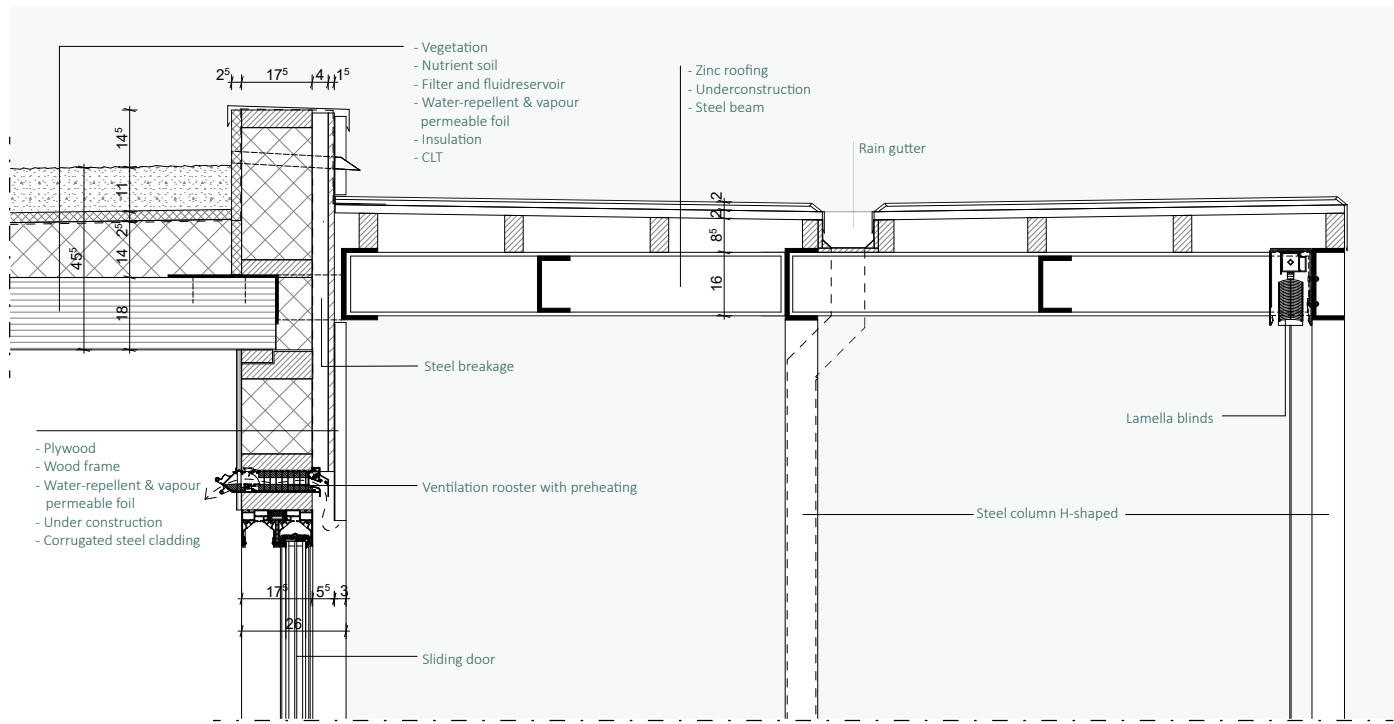 - Vegetation
- Nutrient soil
- Filter and fluidreservoir
- Water-repellent & vapour
permeable foil
- Insulation
- CLT
- Zinc roofing
- Underconstruction
- Steel beam
2⁵ 17⁵ 4 1⁵
Rain gutter
14⁵
11
2⁵
14
18
45⁵
2
2
8⁵
16
Steel breakage
Lamella blinds
- Plywood
- Wood frame
- Water-repellent & vapour
permeable foil
- Under construction
- Corrugated steel cladding
Ventilation rooster with preheating
Steel column H-shaped
17⁵ 5⁵ 3
26
Sliding door